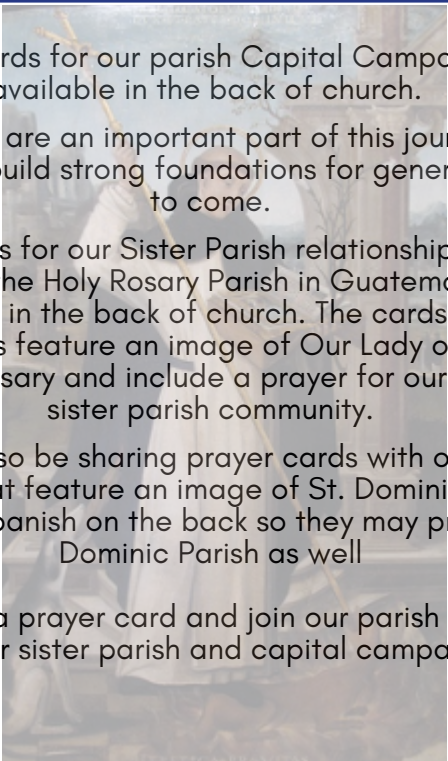 rds for our parish Capital Campa
available in the back of church.
are an important part of this jour
uild strong foundations for gener
to come.
s for our Sister Parish relationship
he Holy Rosary Parish in Guatema
in the back of church. The cards
s feature an image of Our Lady o
sary and include a prayer for our
sister parish community.
so be sharing prayer cards with o
at feature an image of St. Domini
panish on the back so they may pr
Dominic Parish as well
a prayer card and join our parish
r sister parish and capital campa